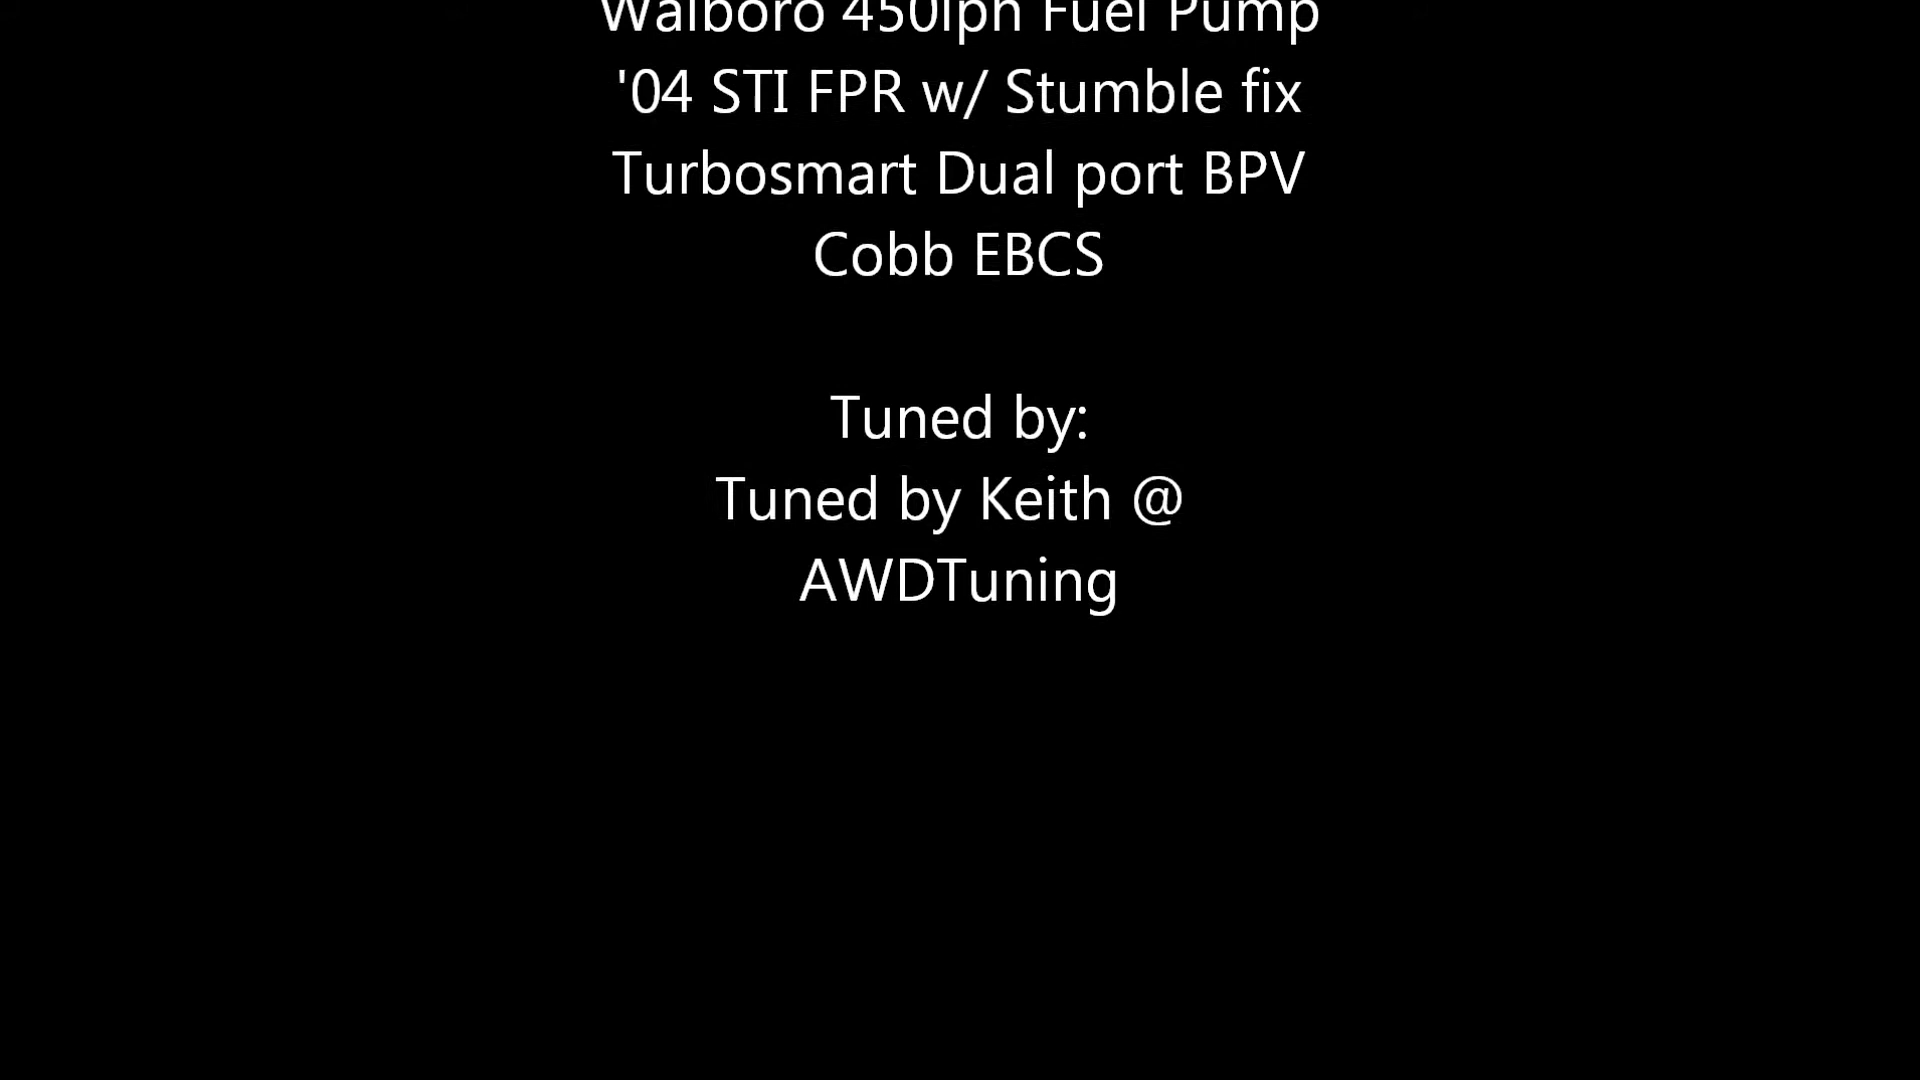 Walboro 450lph Fuel Pump
'04 STI FPR w/ Stumble fix
Turbosmart Dual port BPV
Cobb EBCS
Tuned by:
Tuned by Keith @
AWDTuning